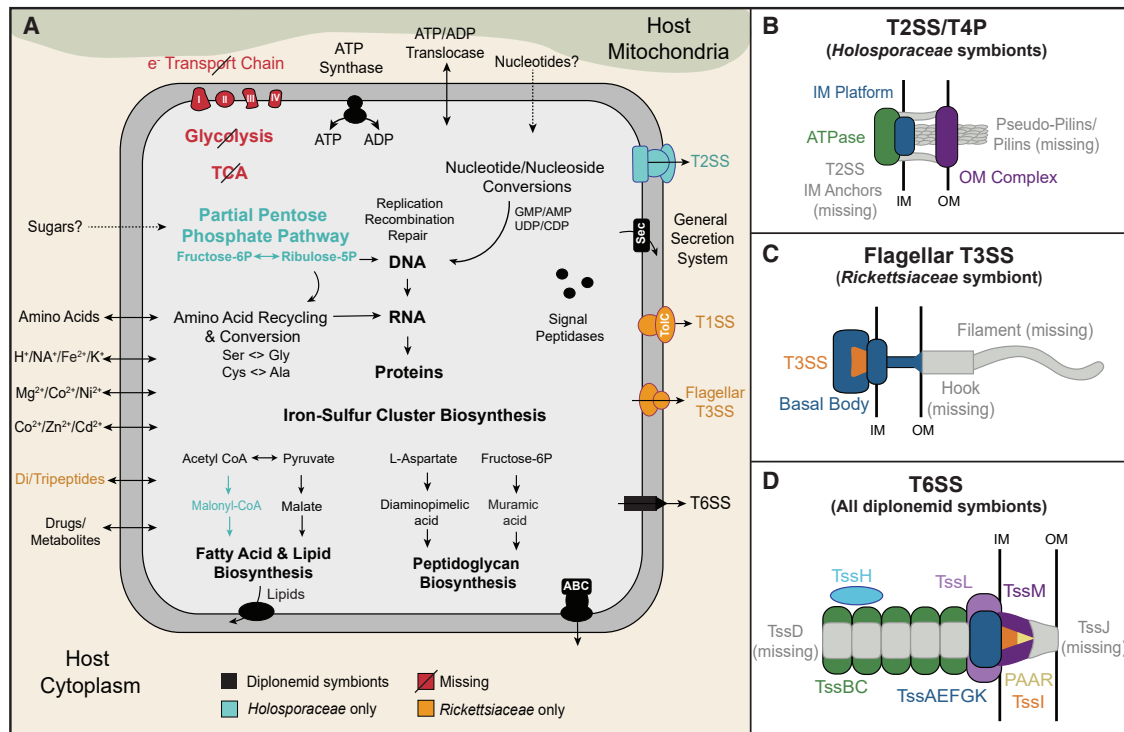 A
Host
Mitochondria
e⁻ Transport Chain
ATP
Synthase
ATP/ADP
Translocase
Nucleotides?
I
II
III
IV
ATP
ADP
Glycolysis
TCA
T2SS
Nucleotide/Nucleoside
Conversions
GMP/AMP
UDP/CDP
Replication
Recombination
Repair
Sugars?
Partial Pentose
Phosphate Pathway
Fructose-6P
Ribulose-5P
DNA
Sec
General
Secretion
System
Signal
Peptidases
Amino Acids
Amino Acid Recycling
& Conversion
Ser <> Gly
Cys <> Ala
RNA
TolC
T1SS
H⁺/NA⁺/Fe²⁺/K⁺
Proteins
Mg²⁺/Co²⁺/Ni²⁺
Flagellar
T3SS
Co²⁺/Zn²⁺/Cd²⁺
Iron-Sulfur Cluster Biosynthesis
Acetyl CoA
Pyruvate
L-Aspartate
Fructose-6P
Di/Tripeptides
Malonyl-CoA
Malate
Diaminopimelic
acid
Muramic
acid
T6SS
Drugs/
Metabolites
Fatty Acid & Lipid
Biosynthesis
Peptidoglycan
Biosynthesis
Lipids
ABC
Host
Cytoplasm
Diplonemid symbionts
Missing
Holosporaceae only
Rickettsiaceae only
B
T2SS/T4P
(Holosporaceae symbionts)
IM Platform
ATPase
Pseudo-Pilins/
Pilins (missing)
T2SS
IM Anchors
(missing)
OM Complex
IM
OM
C
Flagellar T3SS
(Rickettsiaceae symbiont)
Filament (missing)
T3SS
Hook
(missing)
Basal Body
IM
OM
D
T6SS
(All diplonemid symbionts)
IM
OM
TssH
TssL
TssM
TssD
(missing)
TssJ
(missing)
TssBC
TssAEFGK
PAAR
TssI